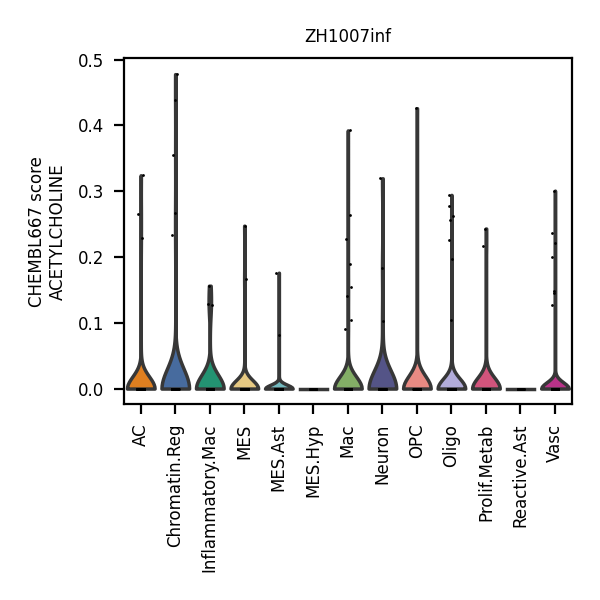 ZH1007inf
CHEMBL667 score
ACETYLCHOLINE
0.5
0.4
0.3
0.2
0.1
0.0
AC
Chromatin.Reg
Inflammatory.Mac
MES
MES.Ast
MES.Hyp
Mac
Neuron
OPC
Oligo
Prolif.Metab
Reactive.Ast
Vasc